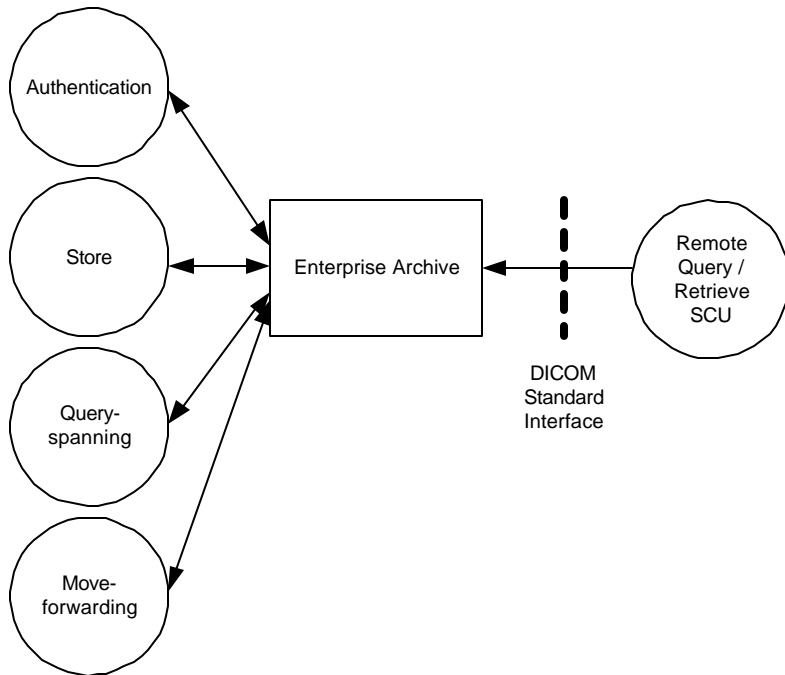 Authentication
Store
Query-
spanning
Move-
forwarding
Enterprise Archive
DICOM
Standard
Interface
Remote
Query /
Retrieve
SCU